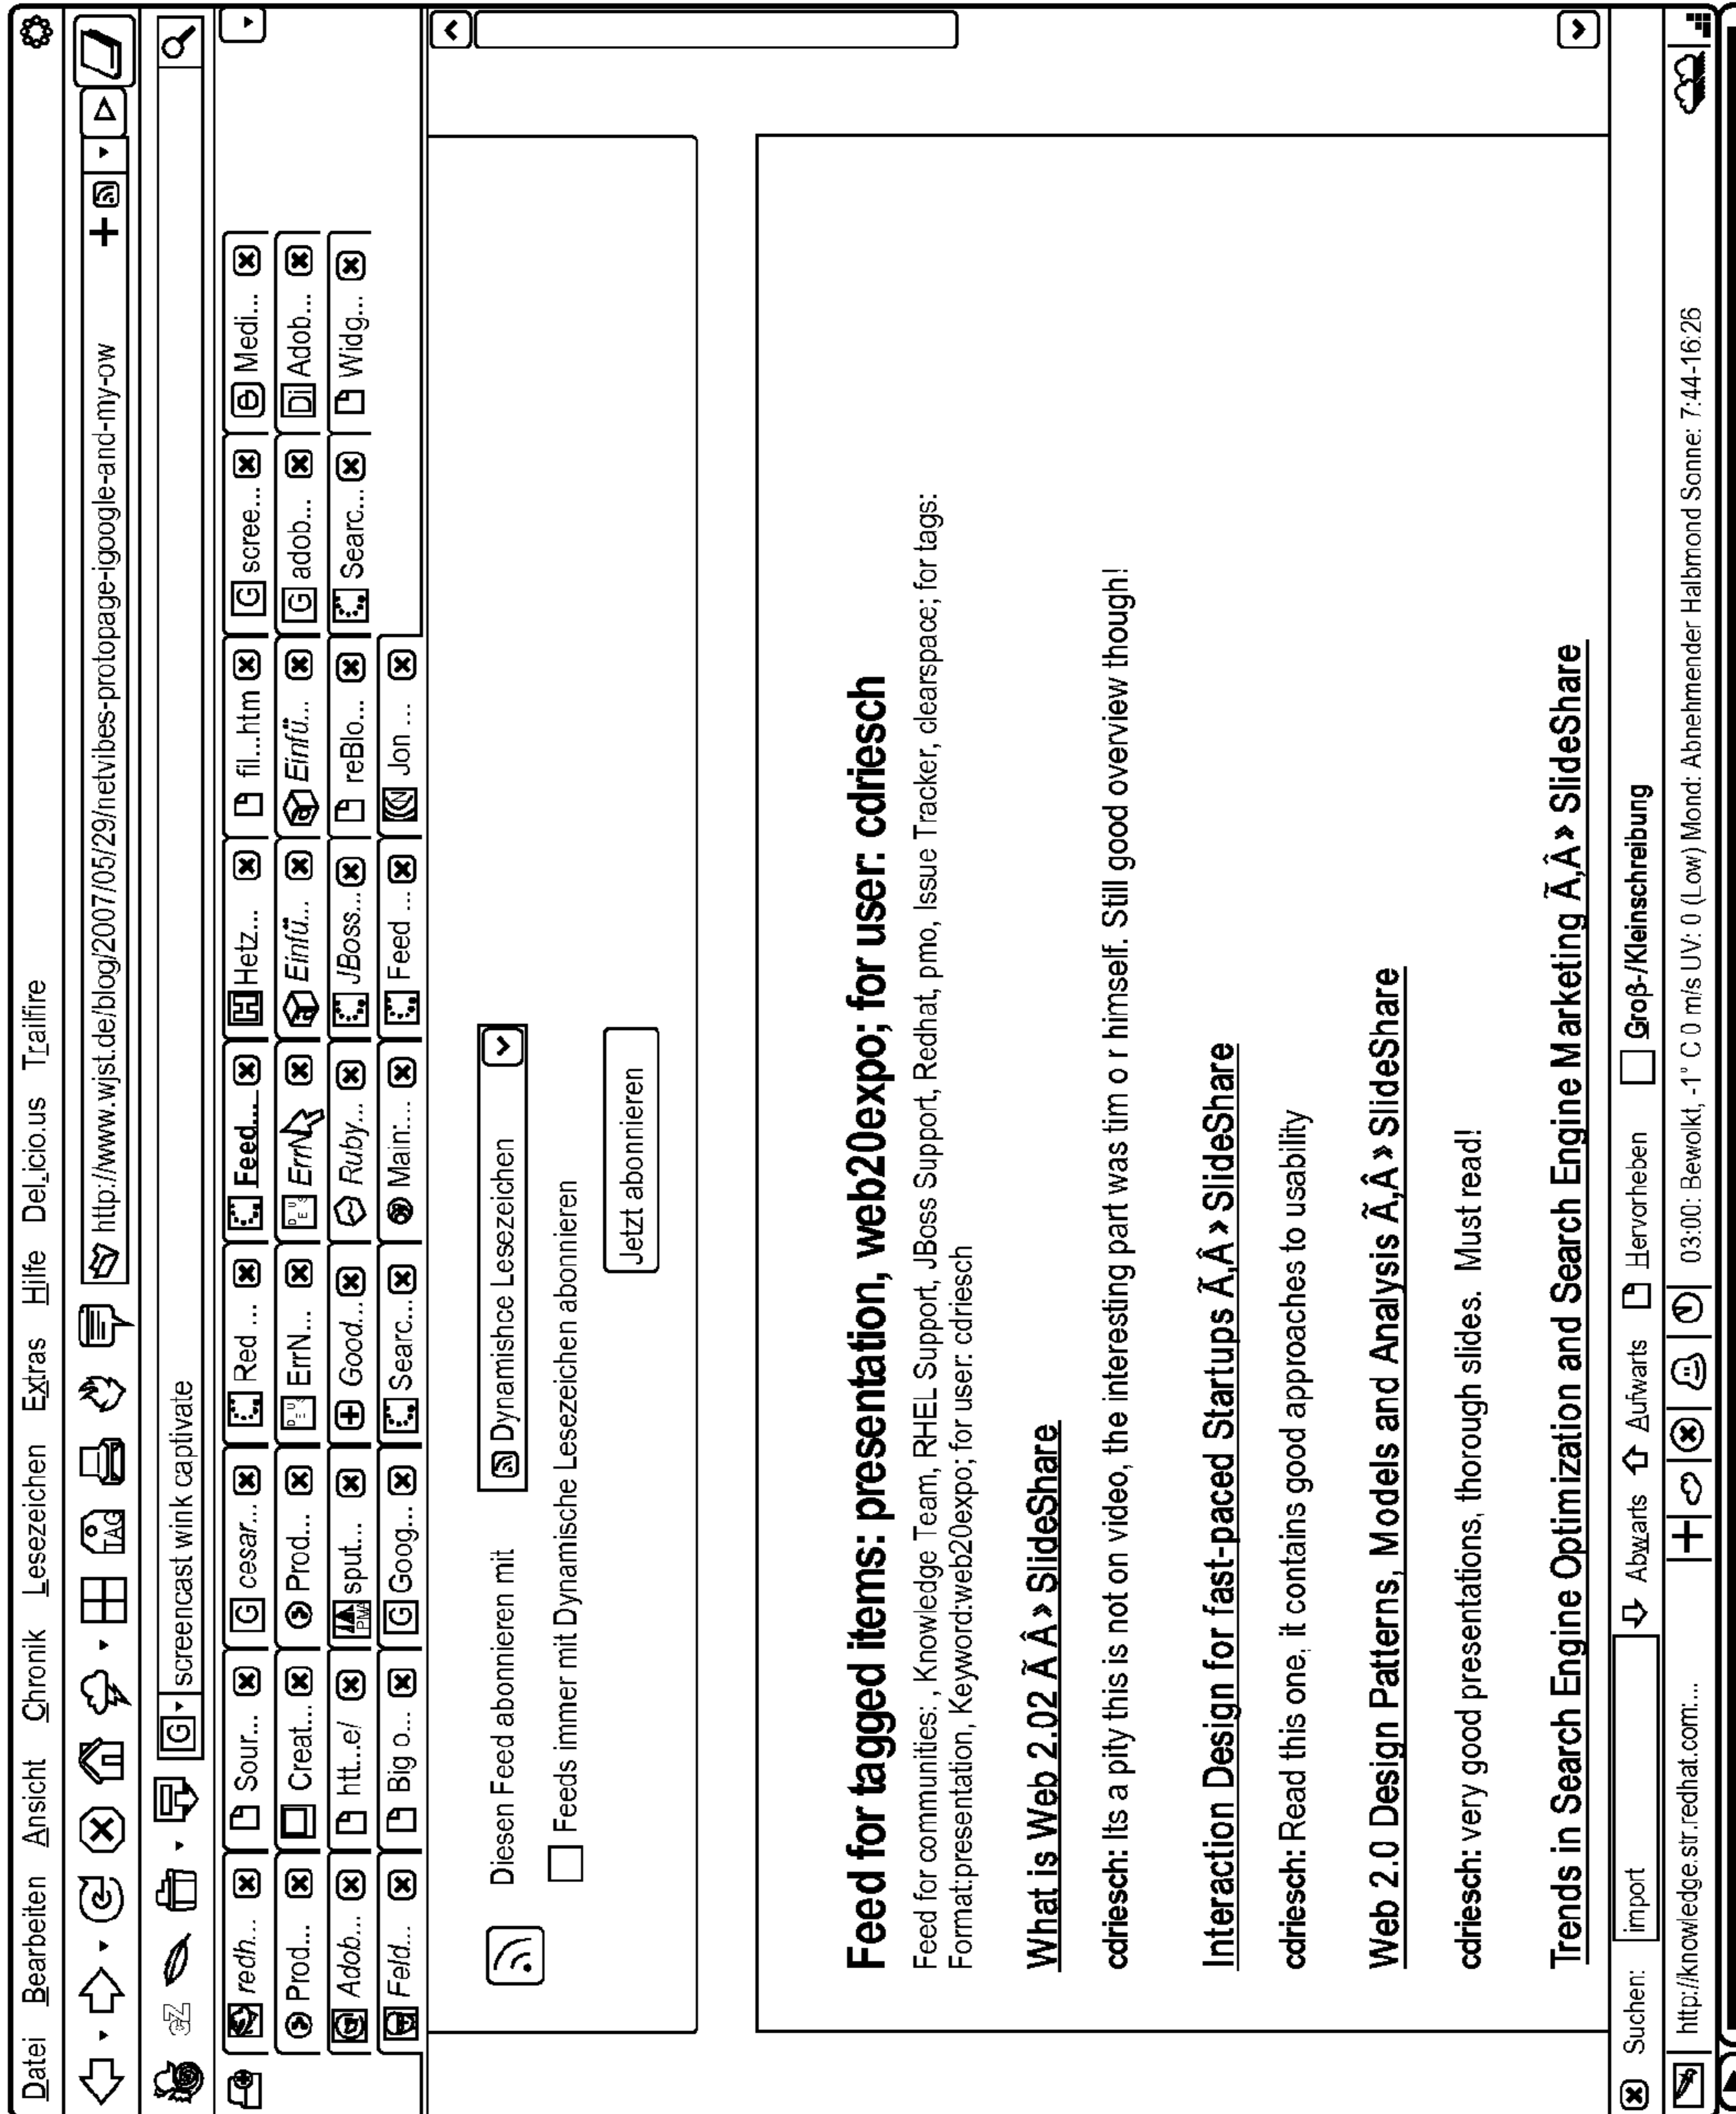 Datei Bearbeiten Ansicht Chronik Lesezeichen Extras Hilfe Del,icio.us Trailfire
TAG http://www.wjst.de/blog/2007/05/29/netvibes-protopage-igoogle-and-my-ow
G screencast wink captivate
redh... Sour... G cesar... Red ... Feed... H Hetz... fil...htm G scree... Medi...
Prod... Creat... Prod... ErrN... ErrN Einfü... Einfü... G adob... Di Adob...
Adob... htt...e/ PMA sput... Good... Ruby... JBoss... reBlo... Searc... Widg...
Feld... Big o... G Goog... Searc... Main:... Feed ... Jon ...
Diesen Feed abonnieren mit Dynamishce Lesezeichen
Feeds immer mit Dynamische Lesezeichen abonnieren
Jetzt abonnieren
Feed for tagged items: presentation, web20expo; for user: cdriesch
Feed for communities: , Knowledge Team, RHEL Support, JBoss Support, Redhat, pmo, Issue Tracker, clearspace; for tags:
Format:presentation, Keyword:web20expo; for user: cdriesch
What is Web 2.02 Ã Â » SlideShare
cdriesch: Its a pity this is not on video, the interesting part was tim o r himself. Still good overview though!
Interaction Design for fast-paced Startups Ã,Â » SlideShare
cdriesch: Read this one, it contains good approaches to usability
Web 2.0 Design Patterns, Models and Analysis Ã,Â » SlideShare
cdriesch: very good presentations, thorough slides. Must read!
Trends in Search Engine Optimization and Search Engine Marketing Ã,Â » SlideShare
Suchen: import Abwarts Aufwarts Hervorheben Groß-/Kleinschreibung
http://knowledge.str.redhat.com:... 03:00: Bewolkt, -1° C 0 m/s UV: 0 (Low) Mond: Abnehmender Halbmond Sonne: 7:44-16:26